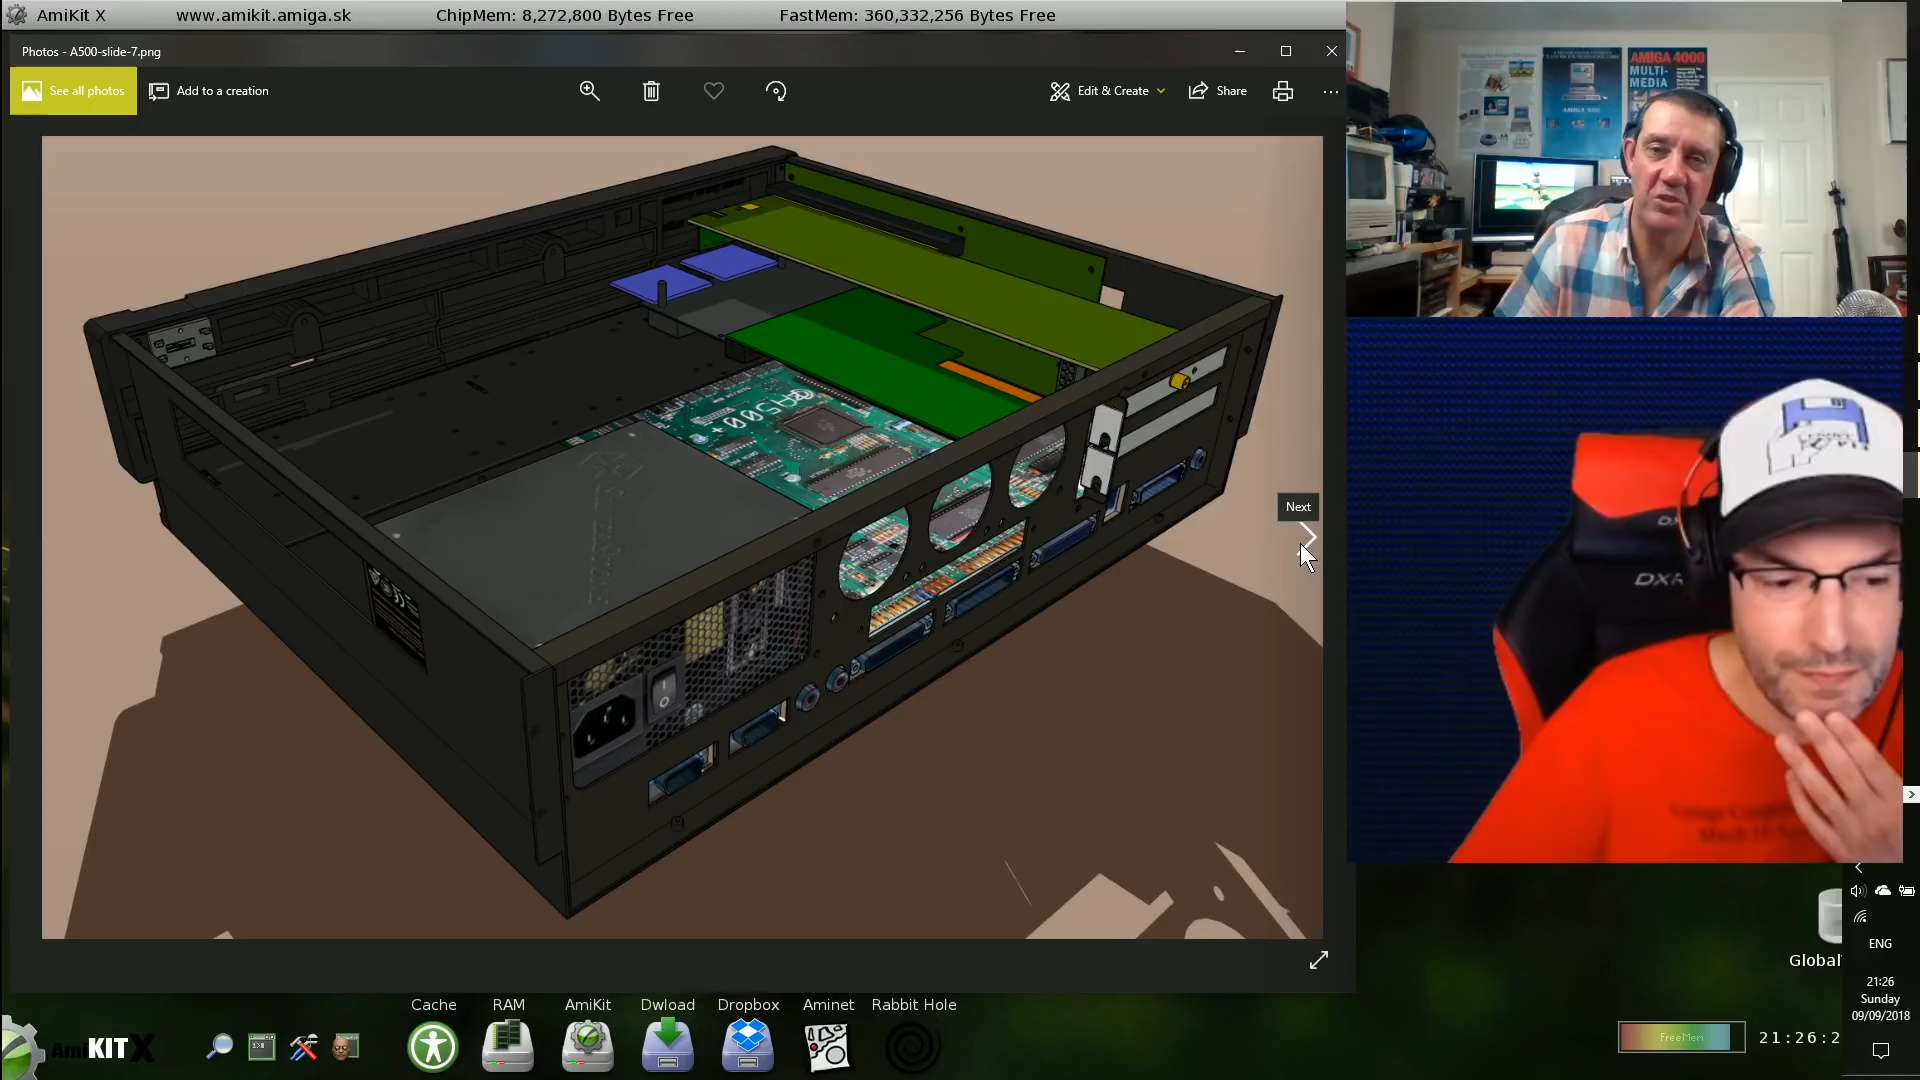 AmiKit X www.amikit.amiga.sk ChipMem: 8,272,800 Bytes Free FastMem: 360,332,256 Bytes Free
Photos - A500-slide-7.png
See all photos Add to a creation Edit & Create Share
AMIGA 4000
MULTI-
MEDIA
A500+
Next
DXR
ENG
Global
21:26
Sunday
09/09/2018
Cache RAM AmiKit Dwload Dropbox Aminet Rabbit Hole
AmiKIT X
FreeMem 21:26:2